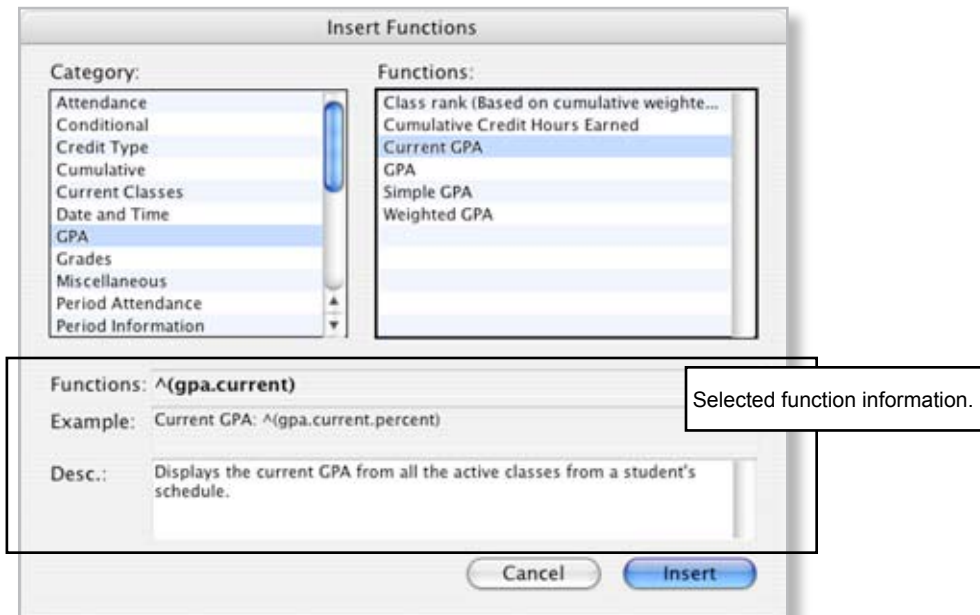 Insert Functions
Category:
Attendance
Conditional
Credit Type
Cumulative
Current Classes
Date and Time
GPA
Grades
Miscellaneous
Period Attendance
Period Information
Functions:
Class rank (Based on cumulative weighte...
Cumulative Credit Hours Earned
Current GPA
GPA
Simple GPA
Weighted GPA
Functions: ^(gpa.current)
Selected function information.
Example: Current GPA: ^(gpa.current.percent)
Desc.: Displays the current GPA from all the active classes from a student's
schedule.
Cancel Insert